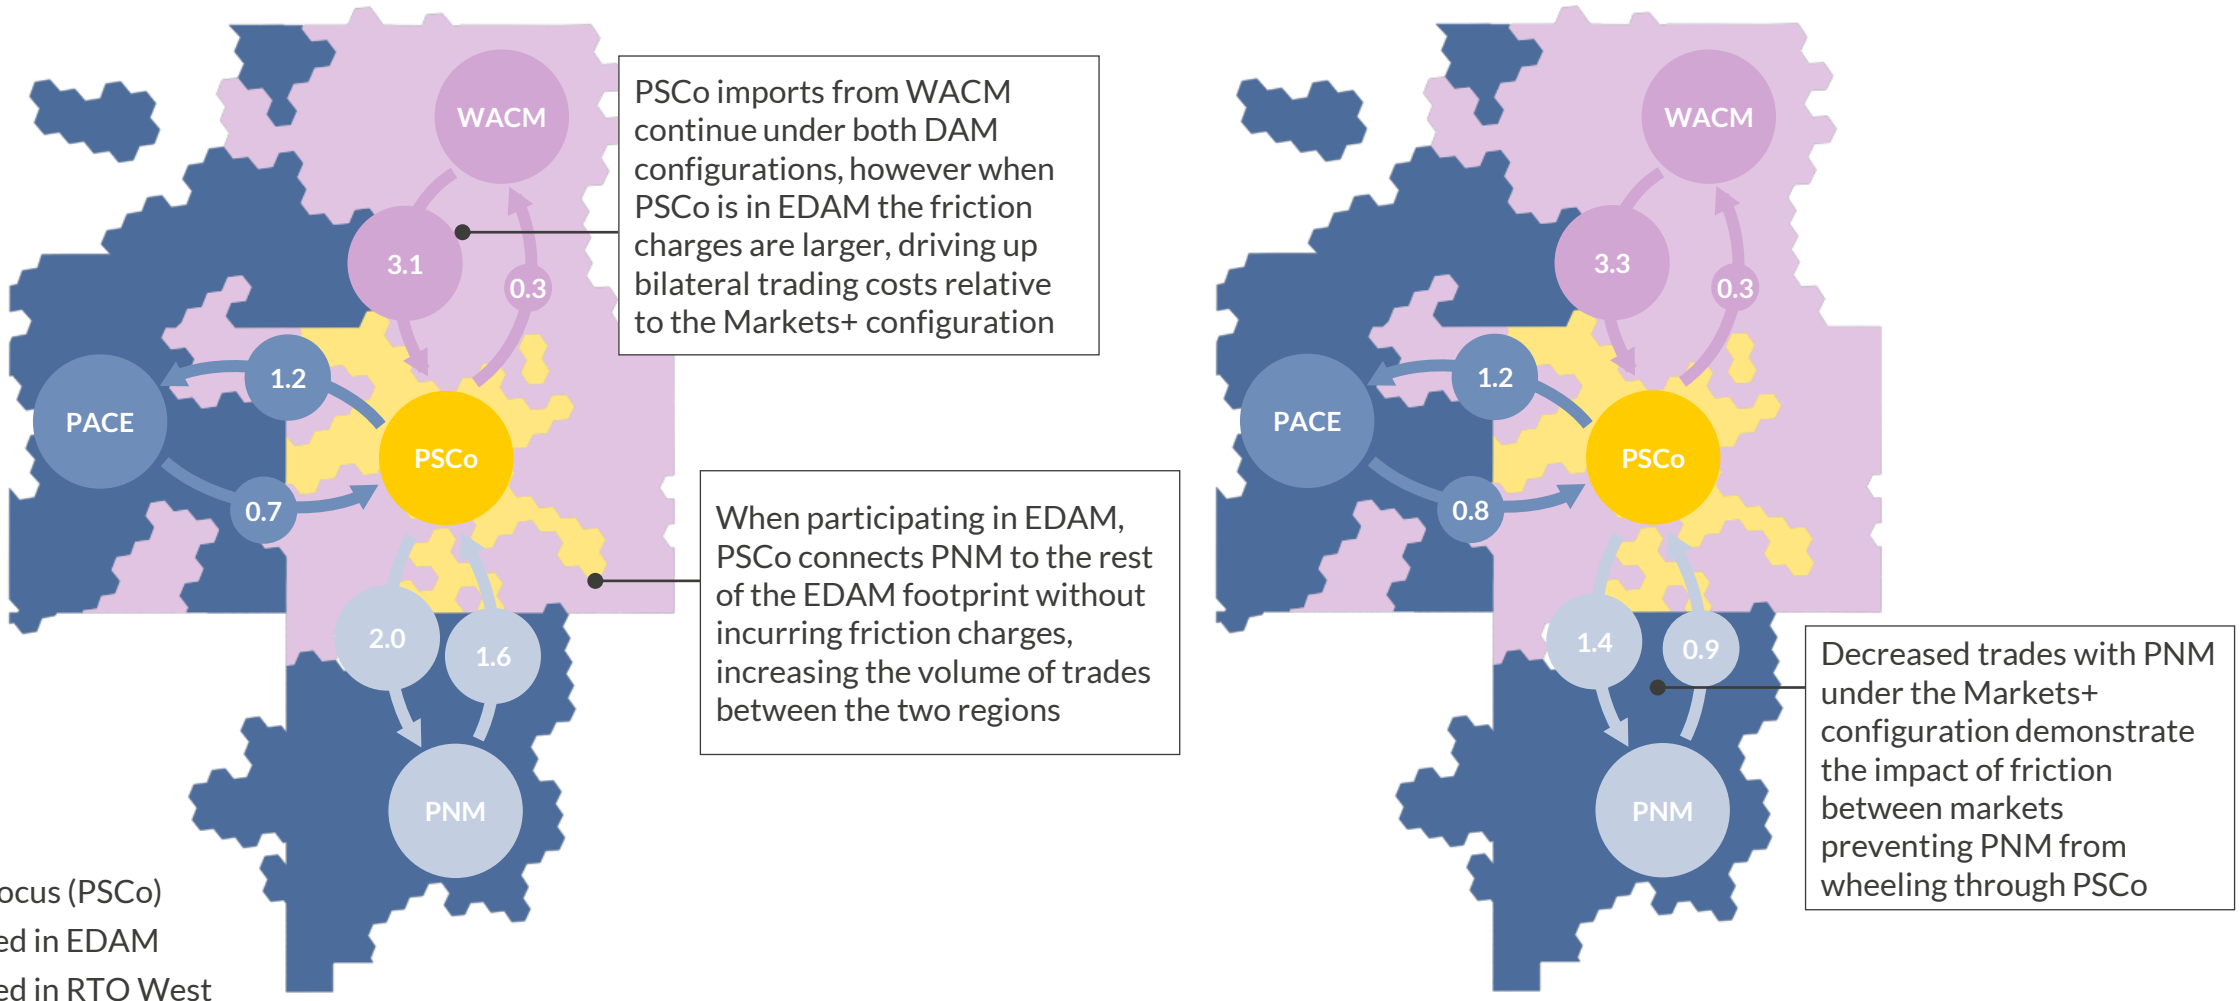 WACM
3.1
0.3
1.2
PACE
PSCo
0.7
2.0
1.6
PNM
PSCo imports from WACM
continue under both DAM
configurations, however when
PSCo is in EDAM the friction
charges are larger, driving up
bilateral trading costs relative
to the Markets+ configuration
When participating in EDAM,
PSCo connects PNM to the rest
of the EDAM footprint without
incurring friction charges,
increasing the volume of trades
between the two regions
ocus (PSCo)
ed in EDAM
ed in RTO West
WACM
3.3
0.3
1.2
PACE
PSCo
0.8
1.4
0.9
PNM
Decreased trades with PNM
under the Markets+
configuration demonstrate
the impact of friction
between markets
preventing PNM from
wheeling through PSCo